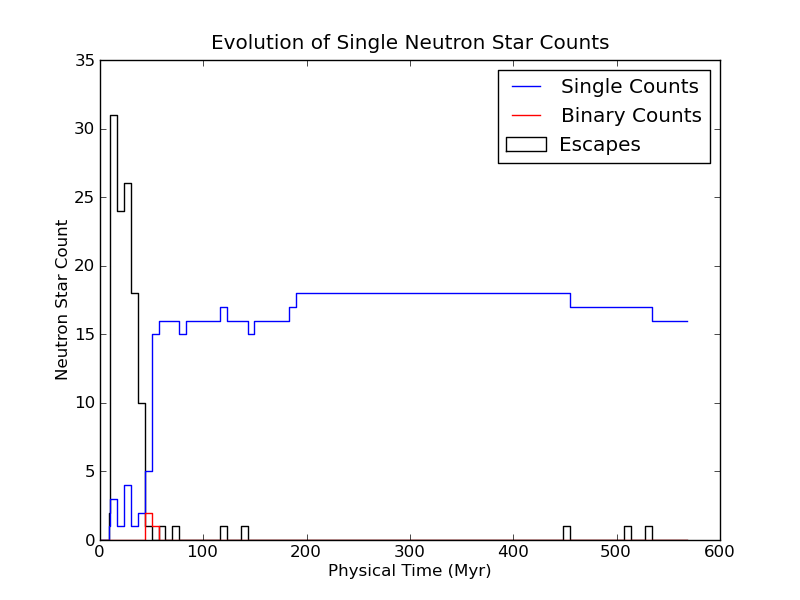 Evolution of Single Neutron Star Counts
Single Counts
Binary Counts
Escapes
35
30
25
20
15
10
5
0
Neutron Star Count
0 100 200 300 400 500 600
Physical Time (Myr)